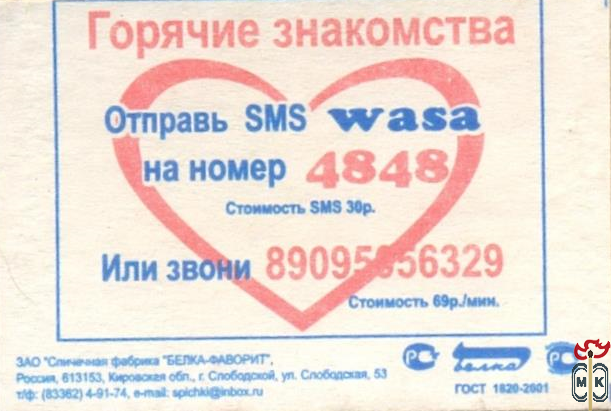 Горячие знакомства
Отправь SMS wasa
на номер 4848
Стоимость SMS 30р.
Или звони 89095056329
Стоимость 69р./мин.
ЗАО "Спичечная фабрика "БЕЛКА-ФАВОРИТ",
Россия, 613153, Кировская обл., г. Слободской, ул. Слободская, 53
т/ф: (83362) 4-91-74, e-mail: spichki@inbox.ru
белка
ГОСТ 1820-2001
МК